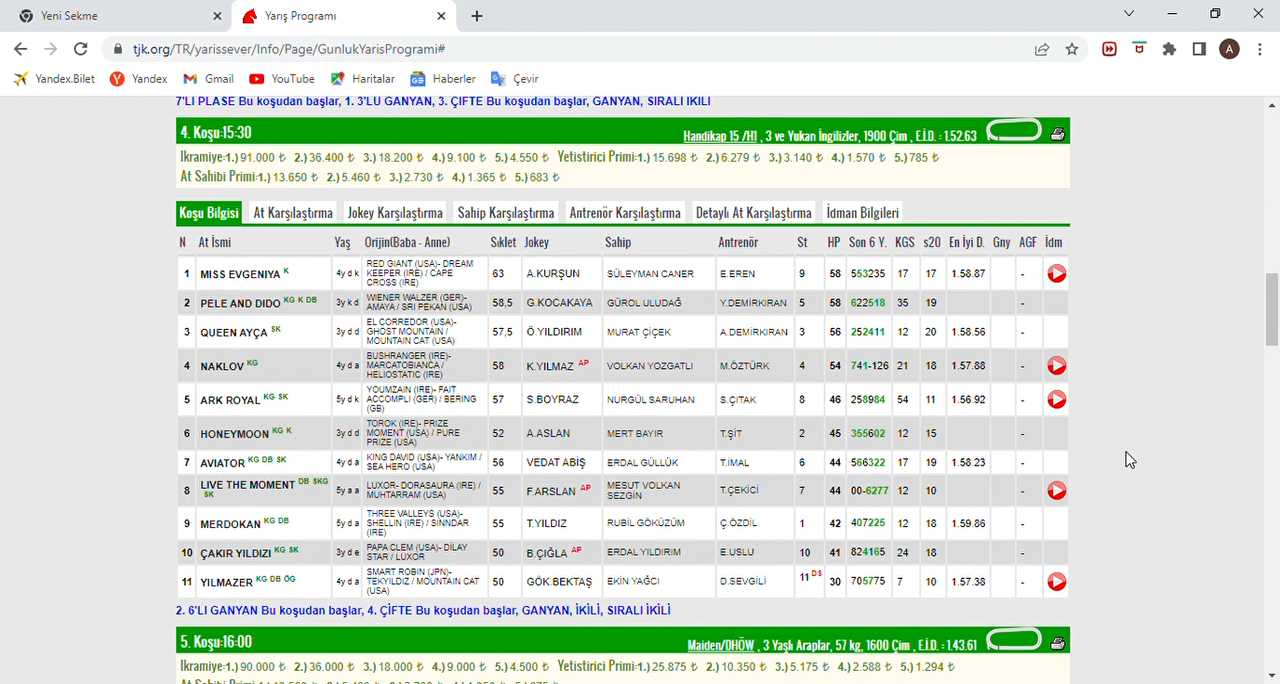 Yeni Sekme
Yarış Programı
tjk.org/TR/yarissever/Info/Page/GunlukYarisProgrami#
A
Yandex.Bilet Yandex Gmail YouTube Haritalar Haberler Çevir
7'LI PLASE Bu koşudan başlar, 1. 3'LU GANYAN, 3. ÇIFTE Bu koşudan başlar, GANYAN, SIRALI IKILI
4. Koşu:15:30 Handikap 15 /H1 , 3 ve Yukarı İngilizler, 1900 Çim , E.İ.D. : 1.52.63
Ikramiye:1.) 91.000 ₺ 2.) 36.400 ₺ 3.) 18.200 ₺ 4.) 9.100 ₺ 5.) 4.550 ₺ Yetistirici Primi:1.) 15.698 ₺ 2.) 6.279 ₺ 3.) 3.140 ₺ 4.) 1.570 ₺ 5.) 785 ₺
At Sahibi Primi:1.) 13.650 ₺ 2.) 5.460 ₺ 3.) 2.730 ₺ 4.) 1.365 ₺ 5.) 683 ₺
Koşu Bilgisi At Karşılaştırma Jokey Karşılaştırma Sahip Karşılaştırma Antrenör Karşılaştırma Detaylı At Karşılaştırma İdman Bilgileri
N At İsmi Yaş Orijin(Baba - Anne) Sıklet Jokey Sahip Antrenör St HP Son 6 Y. KGS s20 En İyi D. Gny AGF İdm
1 MISS EVGENIYA K 4y d k RED GIANT (USA)- DREAM KEEPER (IRE) / CAPE CROSS (IRE) 63 A.KURŞUN SÜLEYMAN CANER E.EREN 9 58 553235 17 17 1.58.87 -
2 PELE AND DIDO KG K DB 3y k d WIENER WALZER (GER)- AMAYA / SRI PEKAN (USA) 58,5 G.KOCAKAYA GÜROL ULUDAĞ Y.DEMİRKIRAN 5 58 622518 35 19 -
3 QUEEN AYÇA SK 3y d d EL CORREDOR (USA)- GHOST MOUNTAIN / MOUNTAIN CAT (USA) 57,5 Ö.YILDIRIM MURAT ÇİÇEK A.DEMİRKIRAN 3 56 252411 12 20 1.58.56 -
4 NAKLOV KG 4y d a BUSHRANGER (IRE)- MARCATOBIANCA / HELIOSTATIC (IRE) 58 K.YILMAZ AP VOLKAN YOZGATLI M.ÖZTÜRK 4 54 741-126 21 18 1.57.88 -
5 ARK ROYAL KG SK 5y d k YOUMZAIN (IRE)- FAIT ACCOMPLI (GER) / BERING (GB) 57 S.BOYRAZ NURGÜL SARUHAN S.ÇITAK 8 46 258984 54 11 1.56.92 -
6 HONEYMOON KG K 3y d d TOROK (IRE)- PRIZE MOMENT (USA) / PURE PRIZE (USA) 52 A.ASLAN MERT BAYIR T.ŞİT 2 45 355602 12 15 -
7 AVIATOR KG DB SK 4y d a KING DAVID (USA)- YANKIM / SEA HERO (USA) 56 VEDAT ABİŞ ERDAL GÜLLÜK T.İMAL 6 44 566322 17 19 1.58.23 -
8 LIVE THE MOMENT DB SKG SK 5y a a LUXOR- DORASAURA (IRE) / MUHTARRAM (USA) 55 F.ARSLAN AP MESUT VOLKAN SEZGİN T.ÇEKİCİ 7 44 00-6277 12 10 -
9 MERDOKAN KG DB 5y d a THREE VALLEYS (USA)- SHELLIN (IRE) / SINNDAR (IRE) 55 T.YILDIZ RUBİL GÖKÜZÜM Ç.ÖZDİL 1 42 407225 12 18 1.59.86 -
10 ÇAKIR YILDIZI KG SK 3y d e PAPA CLEM (USA)- DİLAY STAR / LUXOR 50 B.ÇIĞLA AP ERDAL YILDIRIM E.USLU 10 41 824165 24 18 -
11 YILMAZER KG DB ÖG 4y d a SMART ROBIN (JPN)- TEKYILDIZ / MOUNTAIN CAT (USA) 50 GÖK.BEKTAŞ EKİN YAĞCI D.SEVGİLİ 11 DS 30 705775 7 10 1.57.38 -
2. 6'LI GANYAN Bu koşudan başlar, 4. ÇİFTE Bu koşudan başlar, GANYAN, İKİLİ, SIRALI İKİLİ
5. Koşu:16:00 Maiden/DHÖW , 3 Yaşlı Araplar, 57 kg, 1600 Çim , E.İ.D. : 1.43.61
Ikramiye:1.) 90.000 ₺ 2.) 36.000 ₺ 3.) 18.000 ₺ 4.) 9.000 ₺ 5.) 4.500 ₺ Yetistirici Primi:1.) 25.875 ₺ 2.) 10.350 ₺ 3.) 5.175 ₺ 4.) 2.588 ₺ 5.) 1.294 ₺